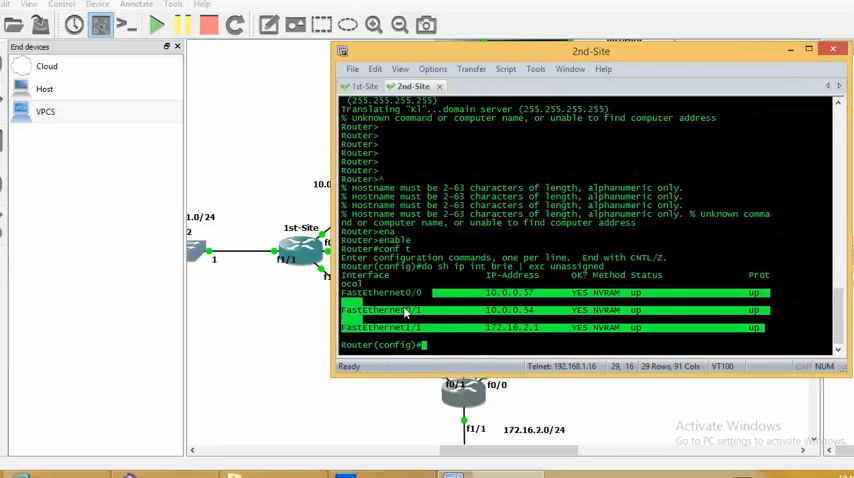 dit View Control Device Annotate Tools Help
End devices
Cloud
Host
VPCS
10.0
1.0/24
2
1
1st-Site
f0
f1/1
f1
2nd-Site
File Edit View Options Transfer Script Tools Window Help
1st-Site 2nd-Site
(255.255.255.255)
Translating "Kl"...domain server (255.255.255.255)
% Unknown command or computer name, or unable to find computer address
Router>
Router>
Router>
Router>
Router>
Router>
Router>^
% Hostname must be 2-63 characters of length, alphanumeric only.
% Hostname must be 2-63 characters of length, alphanumeric only.
% Hostname must be 2-63 characters of length, alphanumeric only.
% Hostname must be 2-63 characters of length, alphanumeric only. % Unknown comma
nd or computer name, or unable to find computer address
Router>ena
Router>enable
Router#conf t
Enter configuration commands, one per line. End with CNTL/Z.
Router(config)#do sh ip int brie | exc unassigned
Interface IP-Address OK? Method Status Prot
ocol
FastEthernet0/0 10.0.0.57 YES NVRAM up up
FastEthernet0/1 10.0.0.54 YES NVRAM up up
FastEthernet1/1 172.16.2.1 YES NVRAM up up
Router(config)#
Ready Telnet: 192.168.1.16 29, 16 29 Rows, 91 Cols VT100 CAP NUM
f0/1 f0/0
f1/1 172.16.2.0/24
Activate Windows
Go to PC settings to activate Windows.